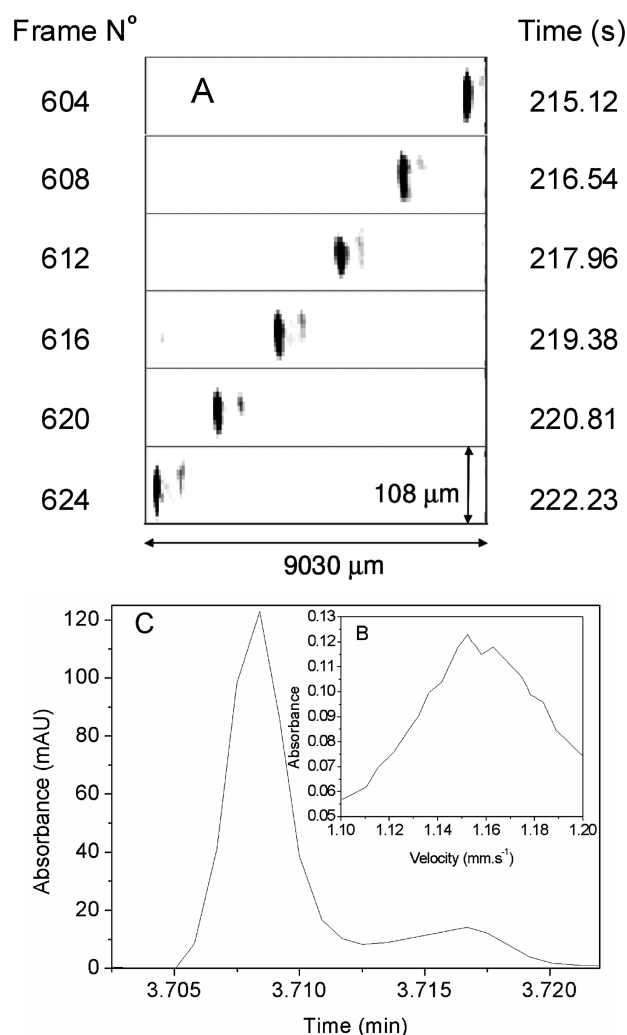 Frame Nº Time (s)
A
604 215.12
608 216.54
612 217.96
616 219.38
620 220.81
624 108 μm 222.23
9030 μm
C
B
Absorbance (mAU)
120
100
80
60
40
20
0
3.705 3.710 3.715 3.720
Time (min)
Absorbance
0.13
0.12
0.11
0.10
0.09
0.08
0.07
0.06
0.05
1.10 1.12 1.14 1.16 1.18 1.20
Velocity (mm.s⁻¹)